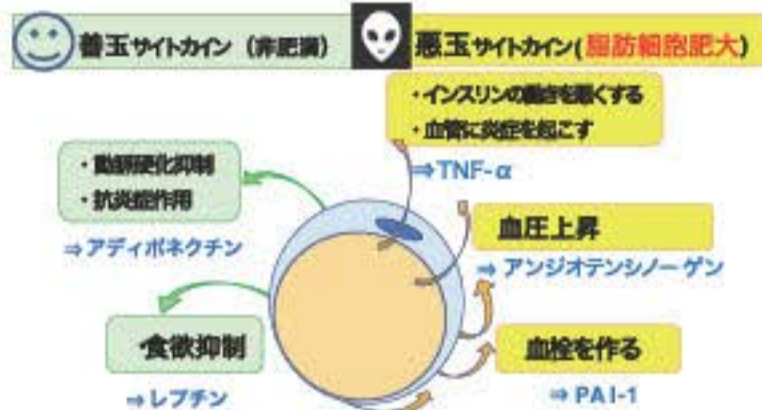 善玉サイトカイン (非肥満)
悪玉サイトカイン(脂肪細胞肥大)
・インスリンの働きを悪くする
・血管に炎症を起こす
⇒TNF-α
・動脈硬化抑制
・抗炎症作用
⇒アディポネクチン
血圧上昇
⇒アンジオテンシノーゲン
・食欲抑制
⇒レプチン
血栓を作る
⇒PAI-1